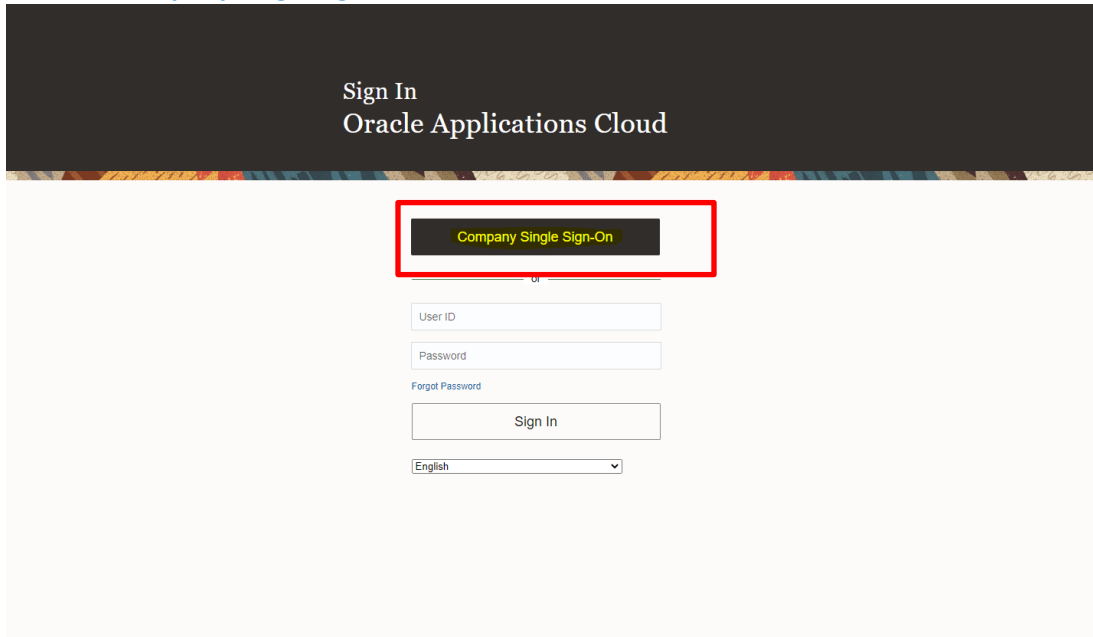 Sign In
Oracle Applications Cloud
Company Single Sign-On
or
User ID
Password
Forgot Password
Sign In
English